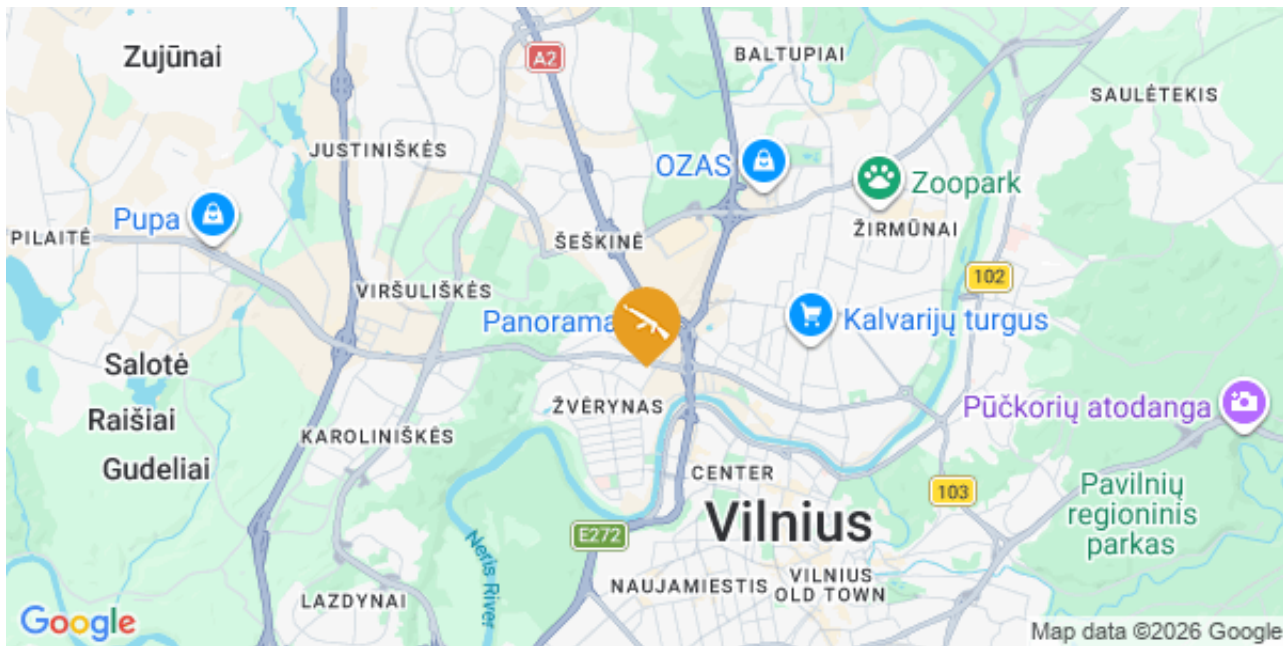 Zujūnai
A2
BALTUPIAI
SAULĖTEKIS
JUSTINIŠKĖS
OZAS
Zoopark
Pupa
PILAITĖ
ŠEŠKINĖ
ŽIRMŪNAI
102
VIRŠULIŠKĖS
Panorama
Kalvarijų turgus
Salotė
ŽVĖRYNAS
Pūčkorių atodanga
Raišiai
KAROLINIŠKĖS
Gudeliai
CENTER
103
Pavilnių
regioninis
parkas
Vilnius
E272
Neris River
NAUJAMIESTIS
VILNIUS
OLD TOWN
LAZDYNAI
Google
Map data ©2026 Google